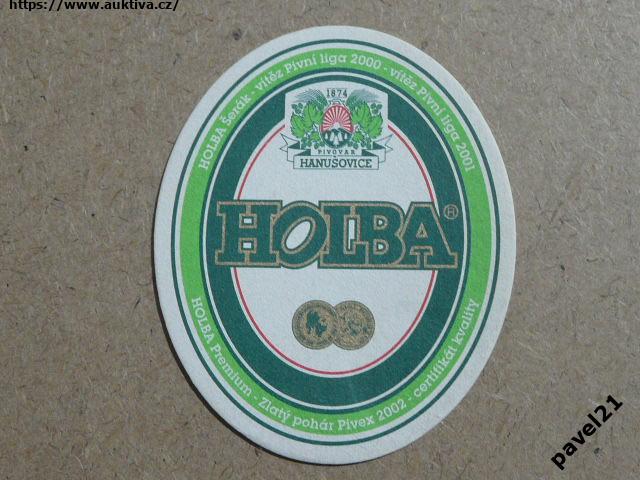 https://www.auktiva.cz/
HOLBA Šerák - vítěz Pivní liga 2000 - vítěz Pivní liga 2001
1874
PIVOVAR
HANUŠOVICE
HOLBA ®
HOLBA Premium - Zlatý pohár Pivex 2002 - certifikát kvality
pavel21